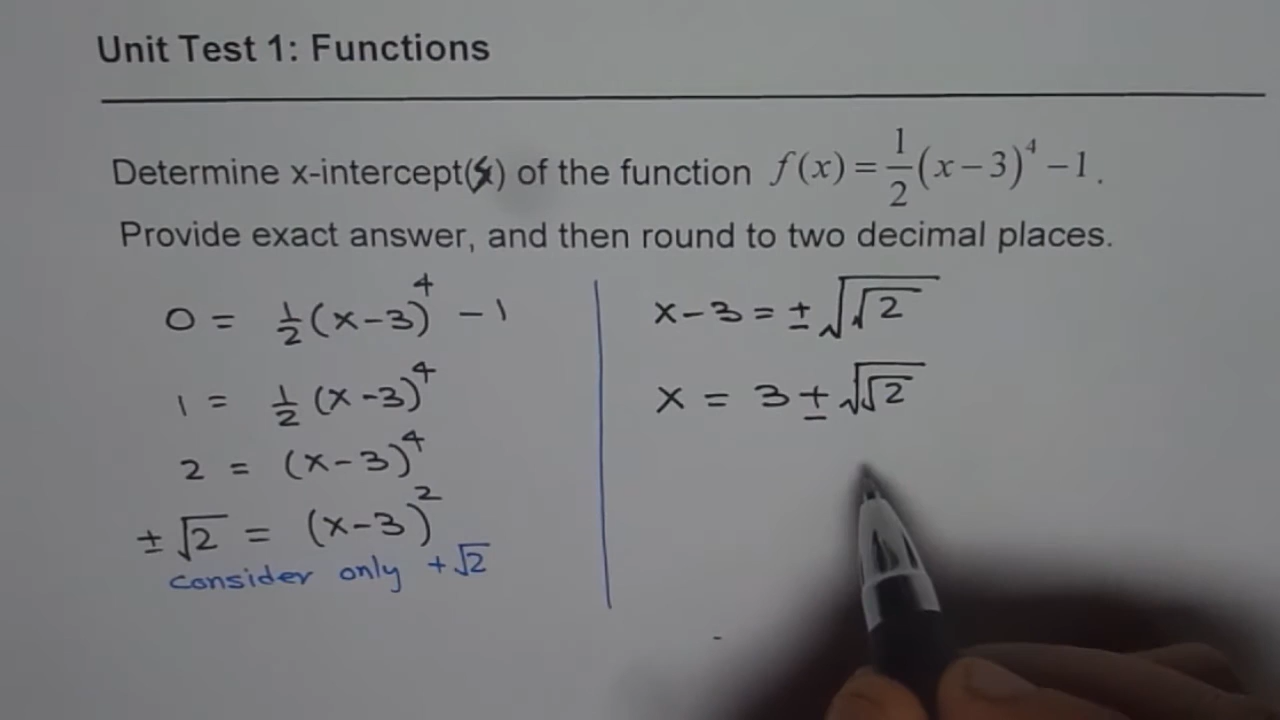 Unit Test 1: Functions
Determine x-intercept(s) of the function f(x) = 1/2(x − 3)^4 − 1.
Provide exact answer, and then round to two decimal places.
0 = 1/2(x−3)^4 − 1
1 = 1/2(x−3)^4
2 = (x−3)^4
±√2 = (x−3)^2
consider only +√2
x−3 = ±√√2
x = 3±√√2